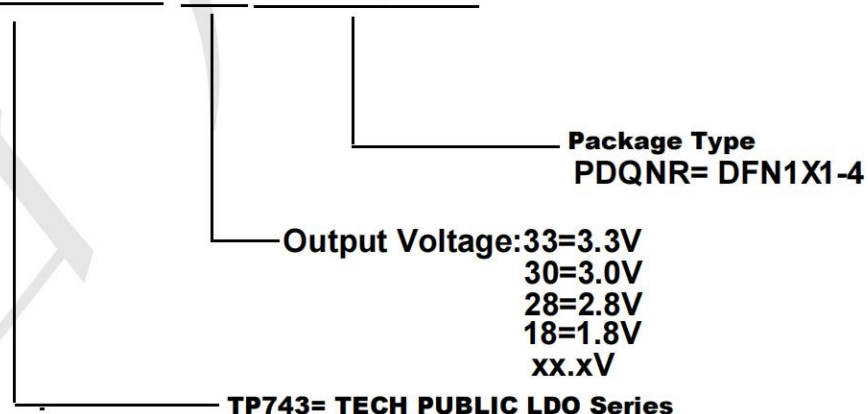 Package Type
PDQNR= DFN1X1-4
Output Voltage:33=3.3V
30=3.0V
28=2.8V
18=1.8V
xx.xV
TP743= TECH PUBLIC LDO Series